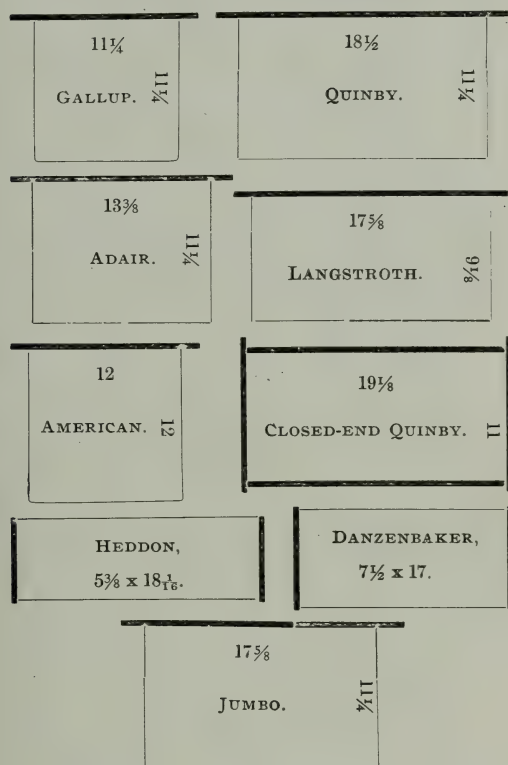 11¼
GALLUP.
11¼
18½
QUINBY.
11¼
13⅜
ADAIR.
11¼
17⅝
LANGSTROTH.
9⅛
12
AMERICAN.
12
19⅛
CLOSED-END QUINBY.
11
HEDDON,
5⅜ x 18 1/16.
DANZENBAKER,
7½ x 17.
17⅝
JUMBO.
11¼